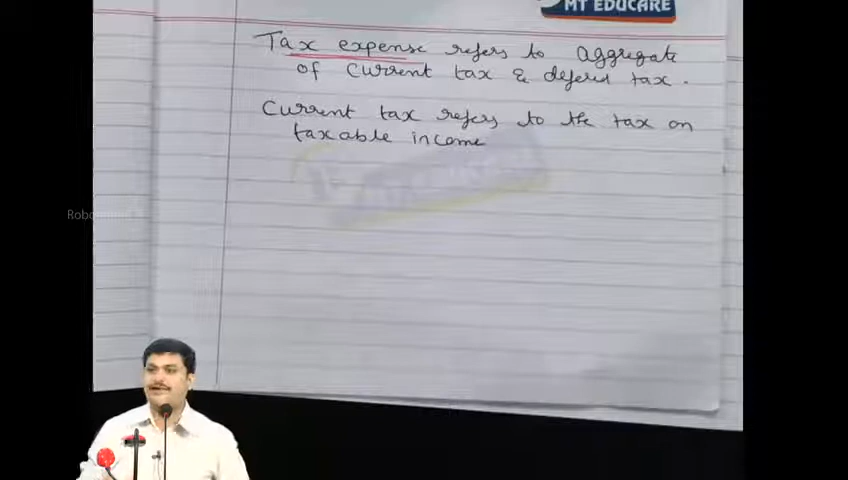 MT EDUCARE
Tax expense refers to aggregate
of Current tax & defered tax.
Current tax refers to the tax on
taxable income